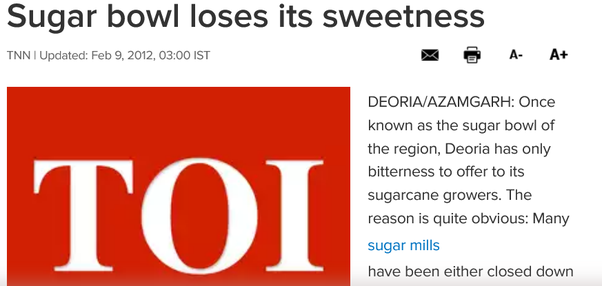 Sugar bowl loses its sweetness
TNN | Updated: Feb 9, 2012, 03:00 IST
A-
A+
TOI
DEORIA/AZAMGARH: Once
known as the sugar bowl of
the region, Deoria has only
bitterness to offer to its
sugarcane growers. The
reason is quite obvious: Many
sugar mills
have been either closed down